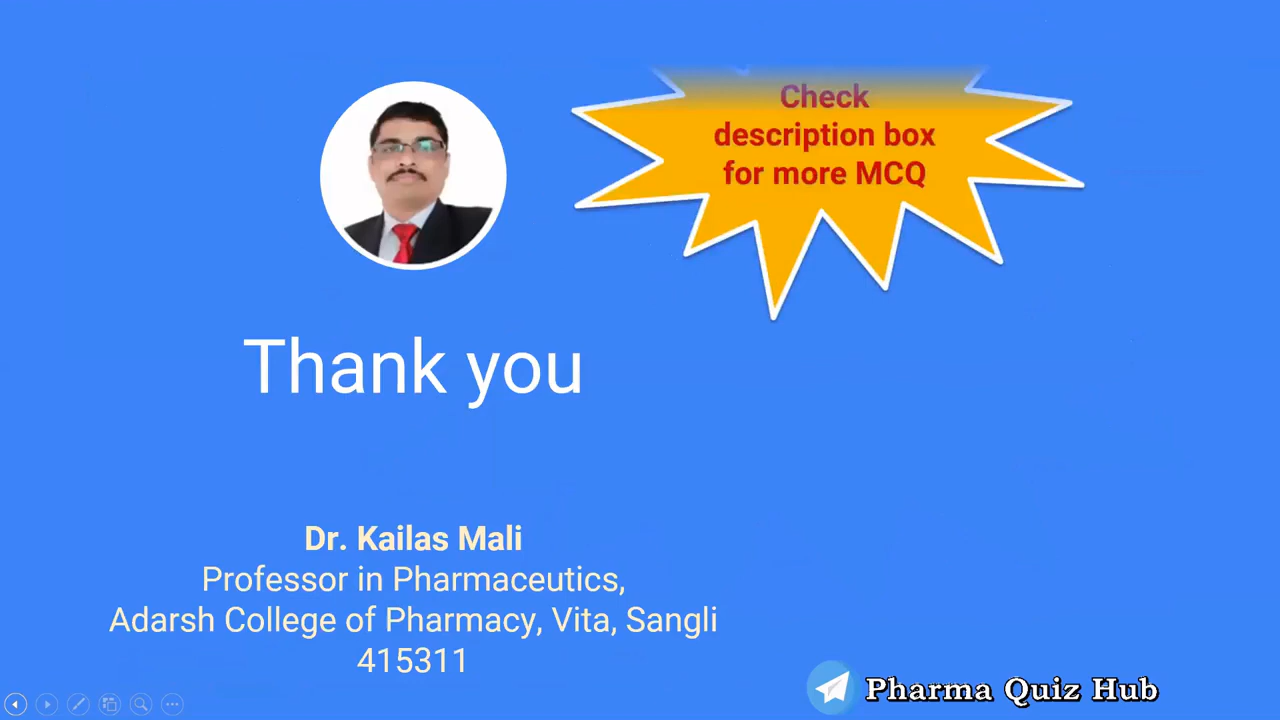 Check
description box
for more MCQ
Thank you
Dr. Kailas Mali
Professor in Pharmaceutics,
Adarsh College of Pharmacy, Vita, Sangli
415311
Pharma Quiz Hub